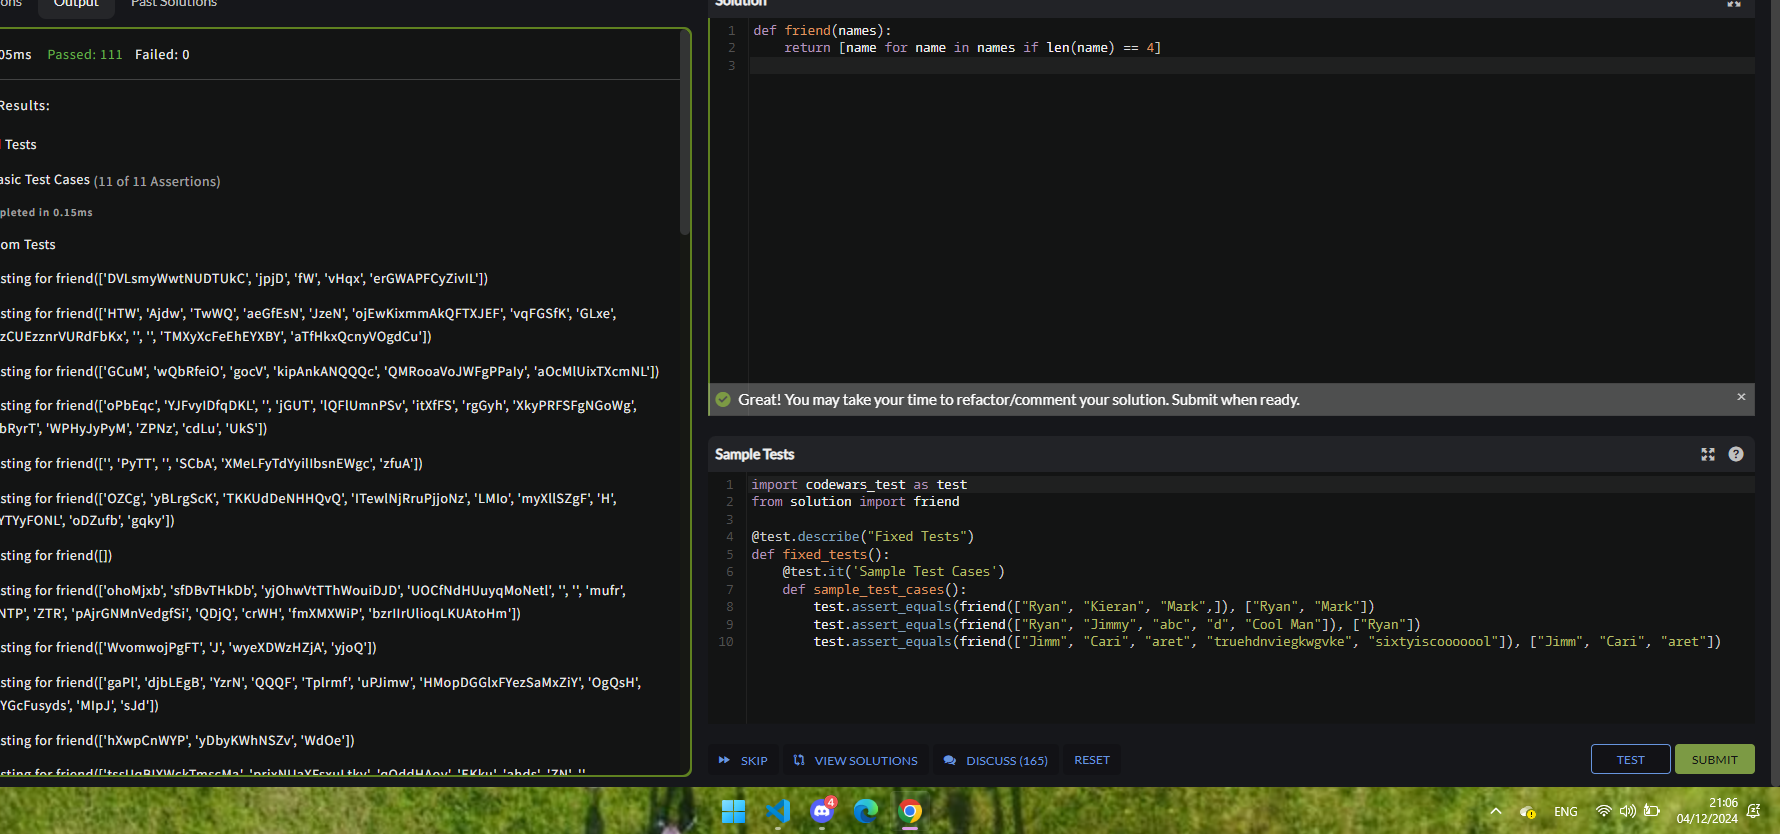 ons Output Past Solutions
05ms Passed: 111 Failed: 0
Results:
Tests
asic Test Cases (11 of 11 Assertions)
pleted in 0.15ms
om Tests
sting for friend(['DVLsmyWwtNUDTUkC', 'jpjD', 'fW', 'vHqx', 'erGWAPFCyZivIL'])
sting for friend(['HTW', 'Ajdw', 'TwWQ', 'aeGfEsN', 'JzeN', 'ojEwKixmmAkQFTXJEF', 'vqFGSfK', 'GLxe',
zCUEzznrVURdFbKx', '', '', 'TMXyXcFeEhEYXBY', 'aTfHkxQcnyVOgdCu'])
sting for friend(['GCuM', 'wQbRfeiO', 'gocV', 'kipAnkANQQQc', 'QMRooaVoJWFgPPaIy', 'aOcMlUixTXcmNL'])
sting for friend(['oPbEqc', 'YJFvyIDfqDKL', '', 'jGUT', 'lQFlUmnPSv', 'itXfFS', 'rgGyh', 'XkyPRFSFgNGoWg',
bRyrT', 'WPHyJyPyM', 'ZPNz', 'cdLu', 'UkS'])
sting for friend(['', 'PyTT', '', 'SCbA', 'XMeLFyTdYyilIbsnEWgc', 'zfuA'])
sting for friend(['OZCg', 'yBLrgScK', 'TKKUdDeNHHQvQ', 'ITewlNjRruPjjoNz', 'LMIo', 'myXllSZgF', 'H',
YTYyFONL', 'oDZufb', 'gqky'])
sting for friend([])
sting for friend(['ohoMjxb', 'sfDBvTHkDb', 'yjOhwVtTThWouiDJD', 'UOCfNdHUuyqMoNetl', '', '', 'mufr',
NTP', 'ZTR', 'pAjrGNMnVedgfSi', 'QDjQ', 'crWH', 'fmXMXWiP', 'bzrIIrUlioqLKUAtoHm'])
sting for friend(['WvomwojPgFT', 'J', 'wyeXDWzHZjA', 'yjoQ'])
sting for friend(['gaPl', 'djbLEgB', 'YzrN', 'QQQF', 'Tplrmf', 'uPJimw', 'HMopDGGlxFYezSaMxZiY', 'OgQsH',
YGcFusyds', 'MIpJ', 'sJd'])
sting for friend(['hXwpCnWYP', 'yDbyKWhNSZv', 'WdOe'])
Solution
1 def friend(names):
2 return [name for name in names if len(name) == 4]
3
Great! You may take your time to refactor/comment your solution. Submit when ready.
Sample Tests
1 import codewars_test as test
2 from solution import friend
3
4 @test.describe("Fixed Tests")
5 def fixed_tests():
6 @test.it('Sample Test Cases')
7 def sample_test_cases():
8 test.assert_equals(friend(["Ryan", "Kieran", "Mark",]), ["Ryan", "Mark"])
9 test.assert_equals(friend(["Ryan", "Jimmy", "abc", "d", "Cool Man"]), ["Ryan"])
10 test.assert_equals(friend(["Jimm", "Cari", "aret", "truehdnviegkwgvke", "sixtyiscooooool"]), ["Jimm", "Cari", "aret"])
SKIP VIEW SOLUTIONS DISCUSS (165) RESET TEST SUBMIT
4
ENG
21:06
04/12/2024